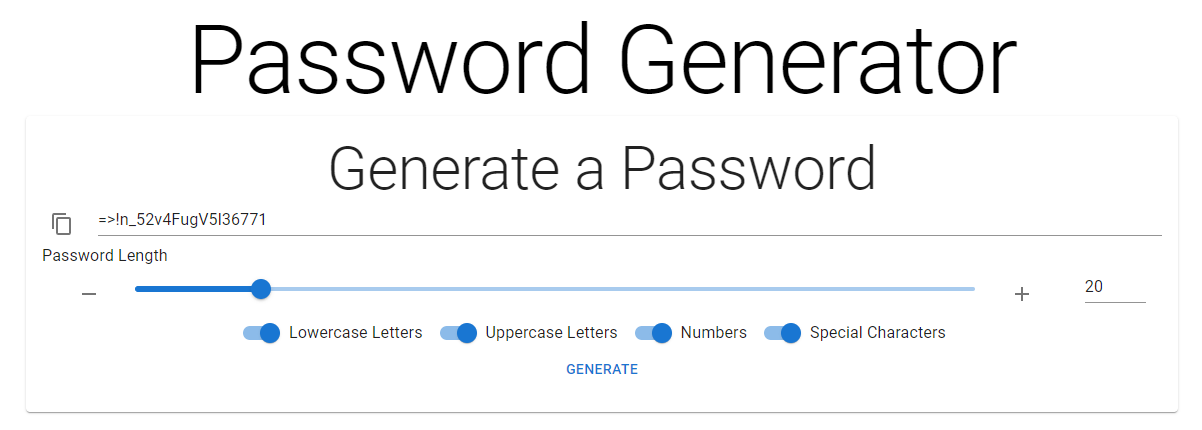 Password Generator
Generate a Password
=>!n_52v4FugV5I36771
Password Length
20
Lowercase Letters Uppercase Letters Numbers Special Characters
GENERATE